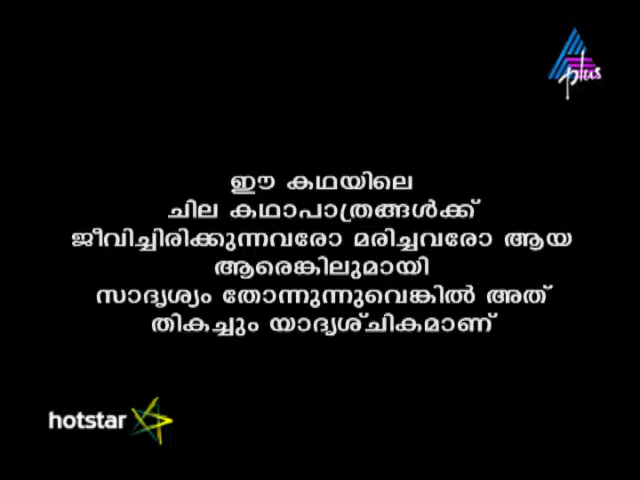 plus
ഈ കഥയിലെ
ചില കഥാപാത്രങ്ങൾക്ക്
ജീവിച്ചിരിക്കുന്നവരോ മരിച്ചവരോ ആയ
ആരെങ്കിലുമായി
സാദൃശ്യം തോന്നുന്നുവെങ്കിൽ അത്
തികച്ചും യാദൃശ്ചികമാണ്
hotstar